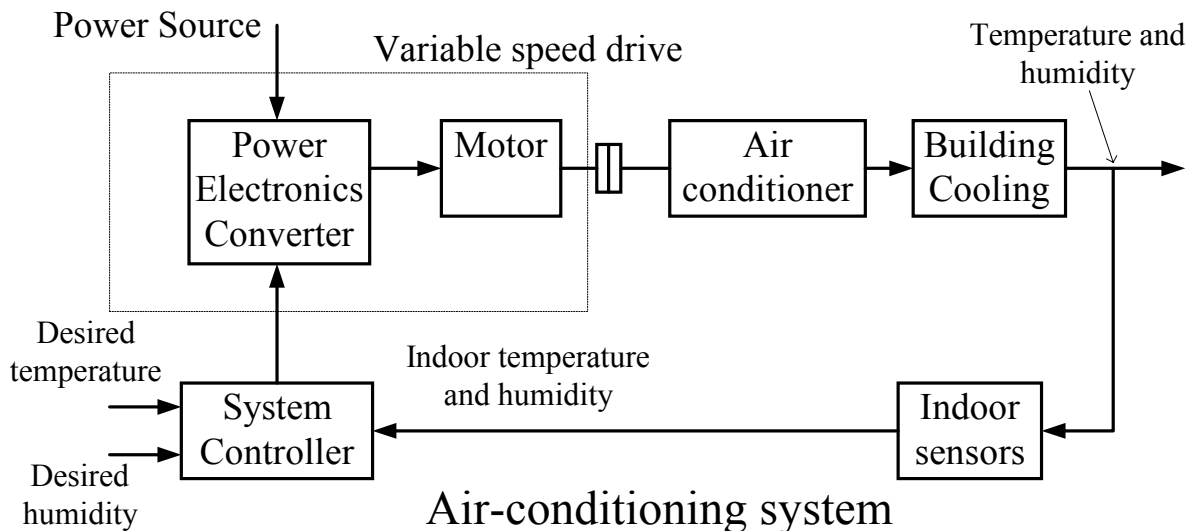 Power Source
Variable speed drive
Temperature and
humidity
Power
Electronics
Converter
Motor
Air
conditioner
Building
Cooling
Desired
temperature
Indoor temperature
and humidity
System
Controller
Indoor
sensors
Desired
humidity
Air-conditioning system